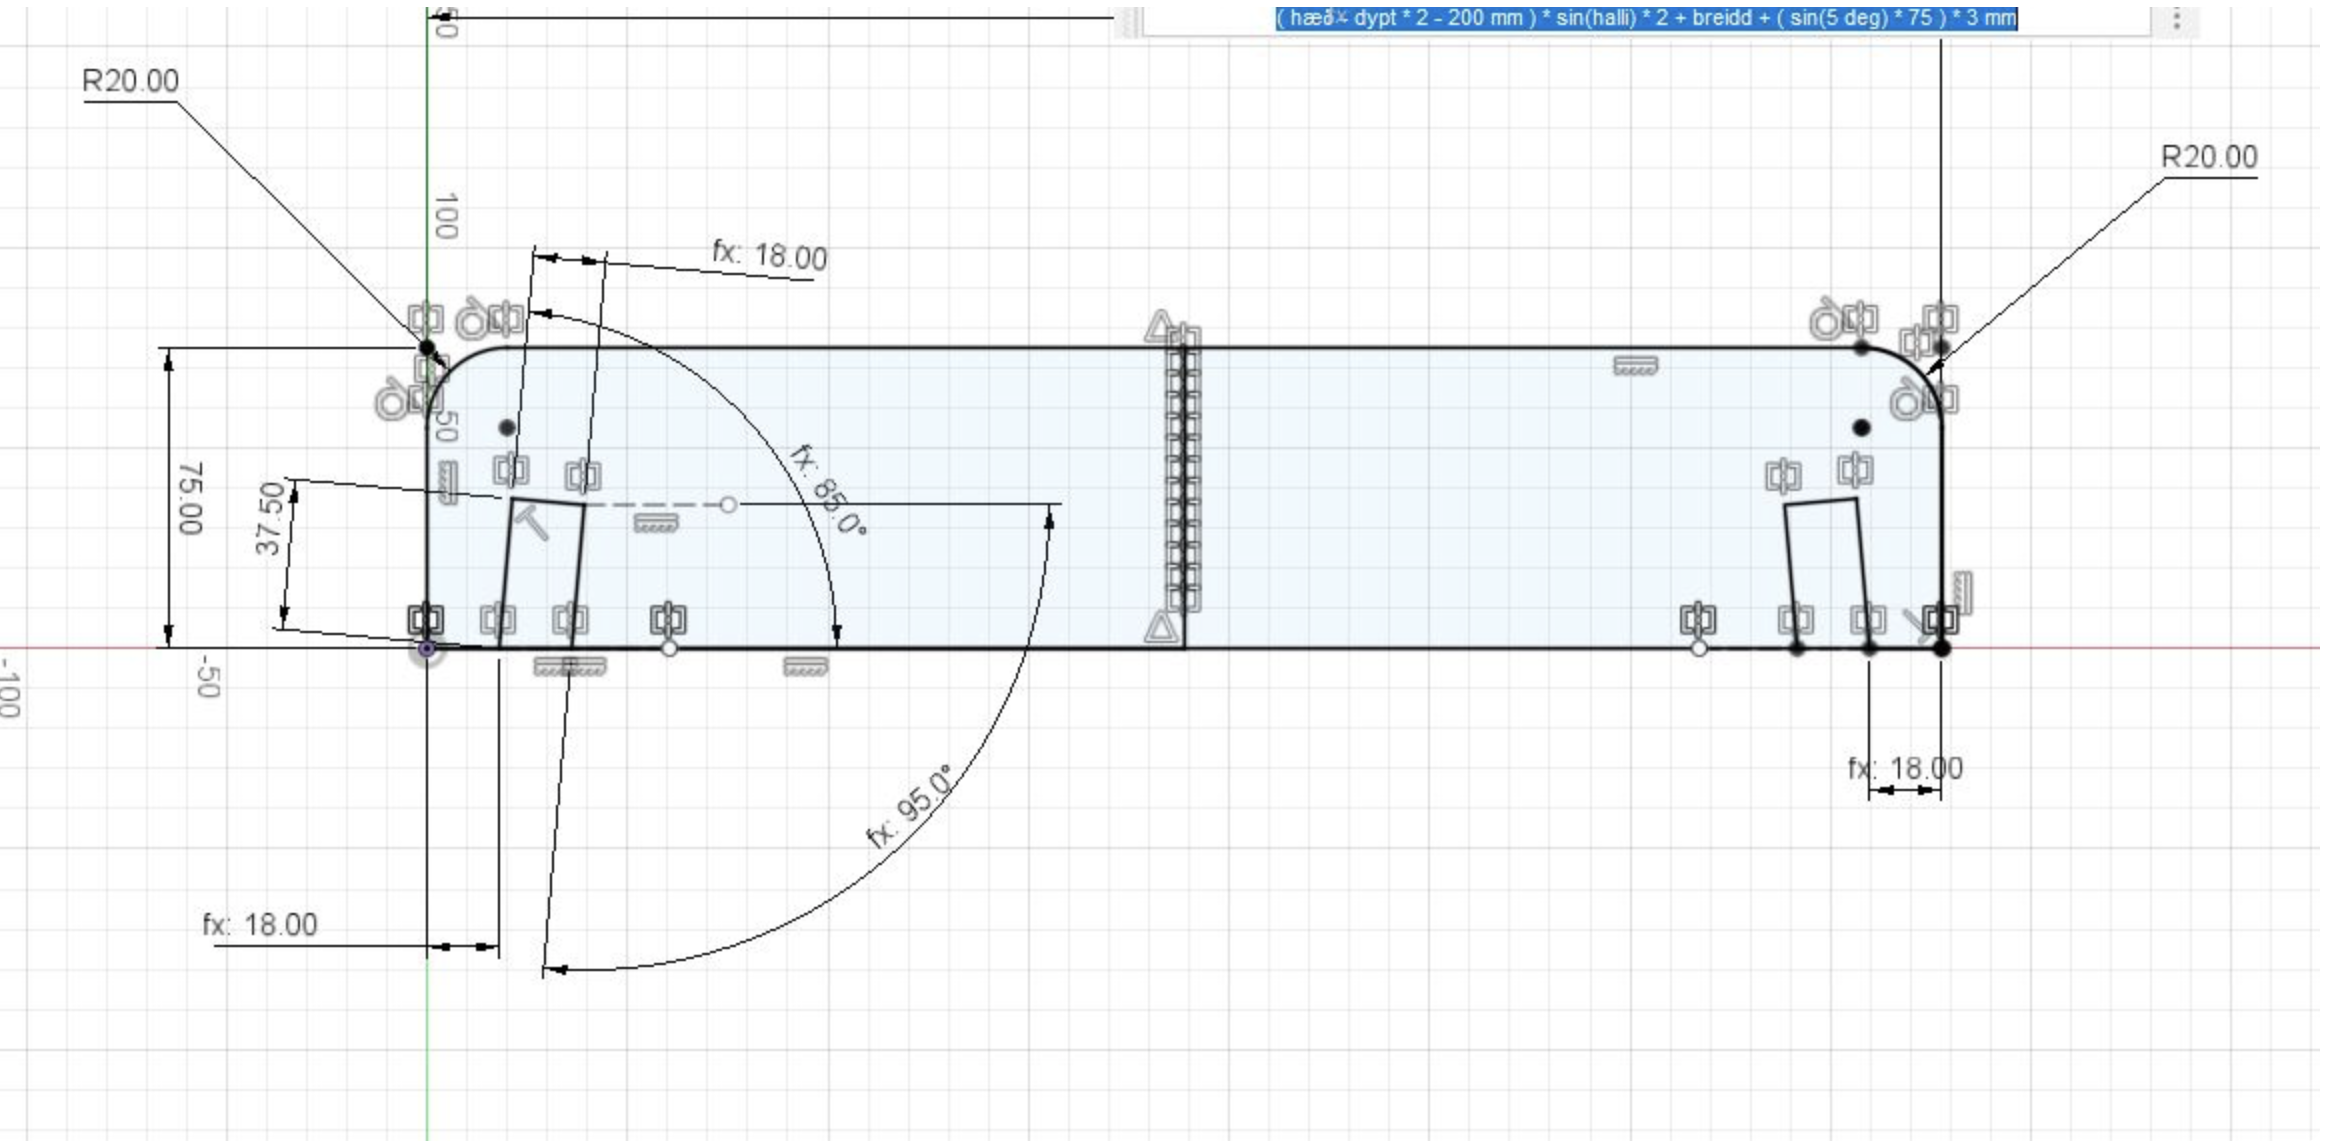 ( hæð - dypt * 2 - 200 mm ) * sin(halli) * 2 + breidd + ( sin(5 deg) * 75 ) * 3 mm
50
R20.00
R20.00
100
fx: 18.00
50
fx: 85.0°
75.00
37.50
-100
-50
fx: 95.0°
fx: 18.00
fx: 18.00